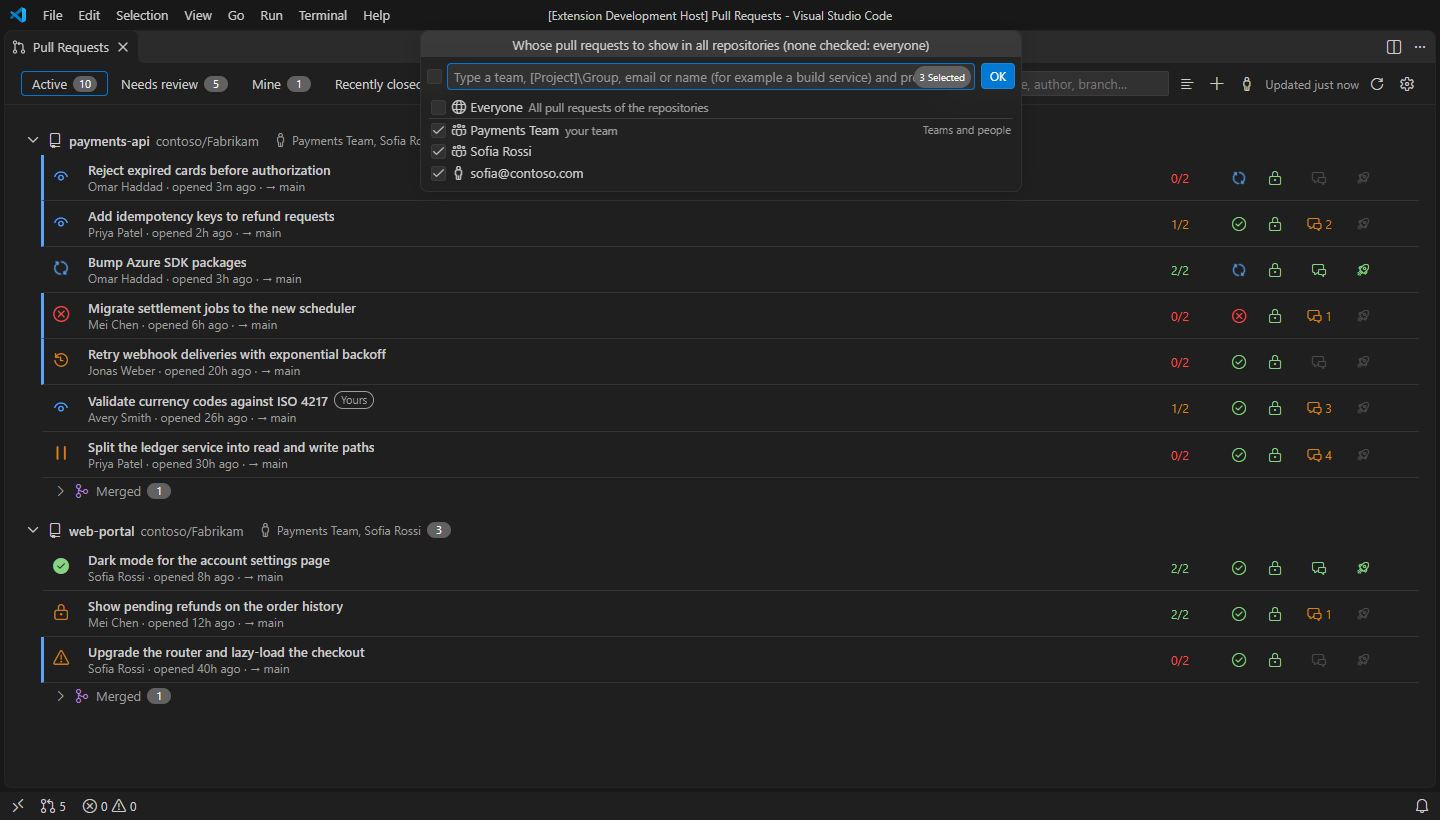 File Edit Selection View Go Run Terminal Help
[Extension Development Host] Pull Requests - Visual Studio Code
Pull Requests
Whose pull requests to show in all repositories (none checked: everyone)
Active 10 Needs review 5 Mine 1 Recently closed
Type a team, [Project]\Group, email or name (for example a build service) and pr
3 Selected
OK
author, branch...
Updated just now
Everyone All pull requests of the repositories
Payments Team your team
Teams and people
Sofia Rossi
sofia@contoso.com
payments-api contoso/Fabrikam Payments Team, Sofia
Reject expired cards before authorization
Omar Haddad · opened 3m ago · → main
0/2
Add idempotency keys to refund requests
Priya Patel · opened 2h ago · → main
1/2 2
Bump Azure SDK packages
Omar Haddad · opened 3h ago · → main
2/2
Migrate settlement jobs to the new scheduler
Mei Chen · opened 6h ago · → main
0/2 1
Retry webhook deliveries with exponential backoff
Jonas Weber · opened 20h ago · → main
0/2
Validate currency codes against ISO 4217 Yours
Avery Smith · opened 26h ago · → main
1/2 3
Split the ledger service into read and write paths
Priya Patel · opened 30h ago · → main
0/2 4
Merged 1
web-portal contoso/Fabrikam Payments Team, Sofia Rossi 3
Dark mode for the account settings page
Sofia Rossi · opened 8h ago · → main
2/2
Show pending refunds on the order history
Mei Chen · opened 12h ago · → main
2/2 1
Upgrade the router and lazy-load the checkout
Sofia Rossi · opened 40h ago · → main
0/2
Merged 1
5 0 0